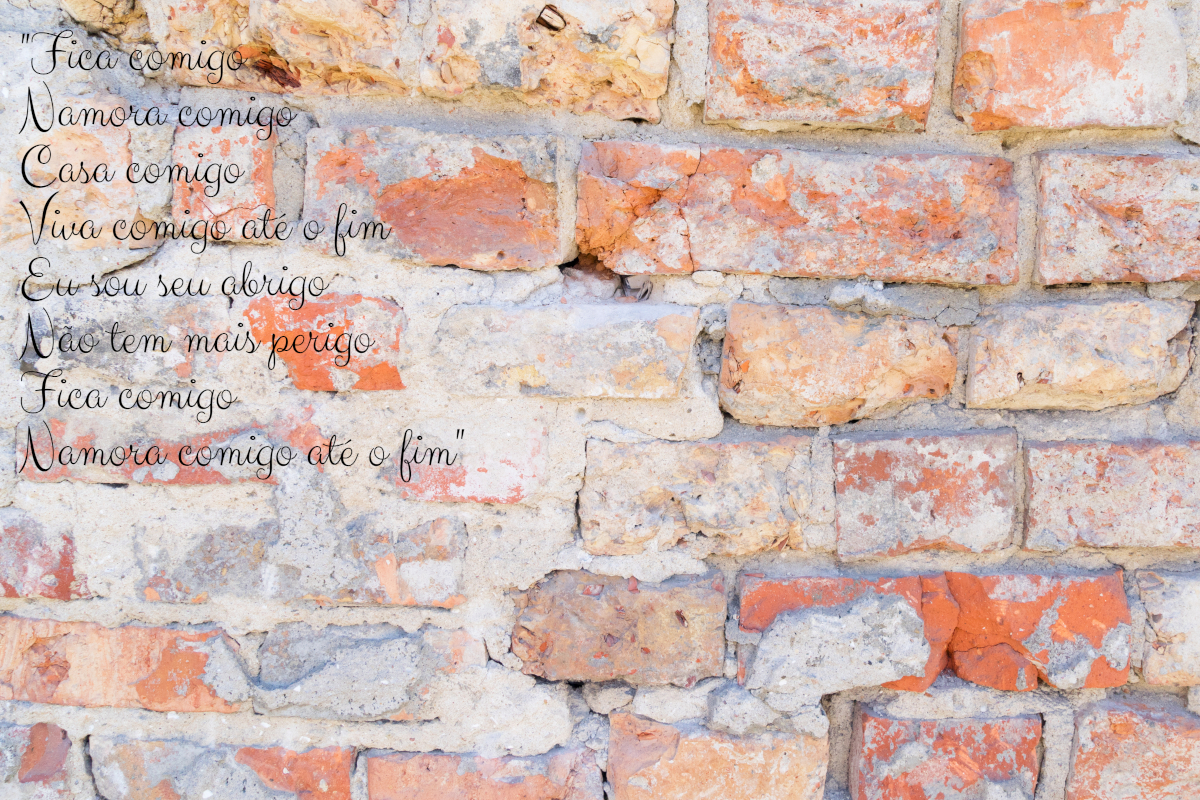 "Fica comigo
Namora comigo
Casa comigo
Viva comigo até o fim
Eu sou seu abrigo
Não tem mais perigo
Fica comigo
Namora comigo até o fim"